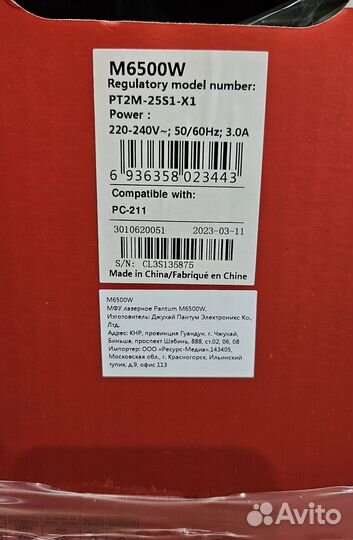 M6500W
Regulatory model number:
PT2M-25S1-X1
Power :
220-240V~; 50/60Hz; 3.0A
6 936358 023443
Compatible with:
PC-211
3010620051 2023-03-11
S/N: CL3S135875
Made in China/Fabriqué en Chine
M6500W
МФУ лазерное Pantum M6500W.
Изготовитель: Джухай Пантум Электроникс Ко.,
Лтд.
Адрес: КНР, провинция Гуандун, г. Чжухай,
Биньша, проспект Шэбинь, 888, ст.02, 06, 08
Импортер: ООО «Ресурс-Медиа»,143405,
Московская обл., г. Красногорск, Ильинский
тупик, д.9, офис 113
Avito